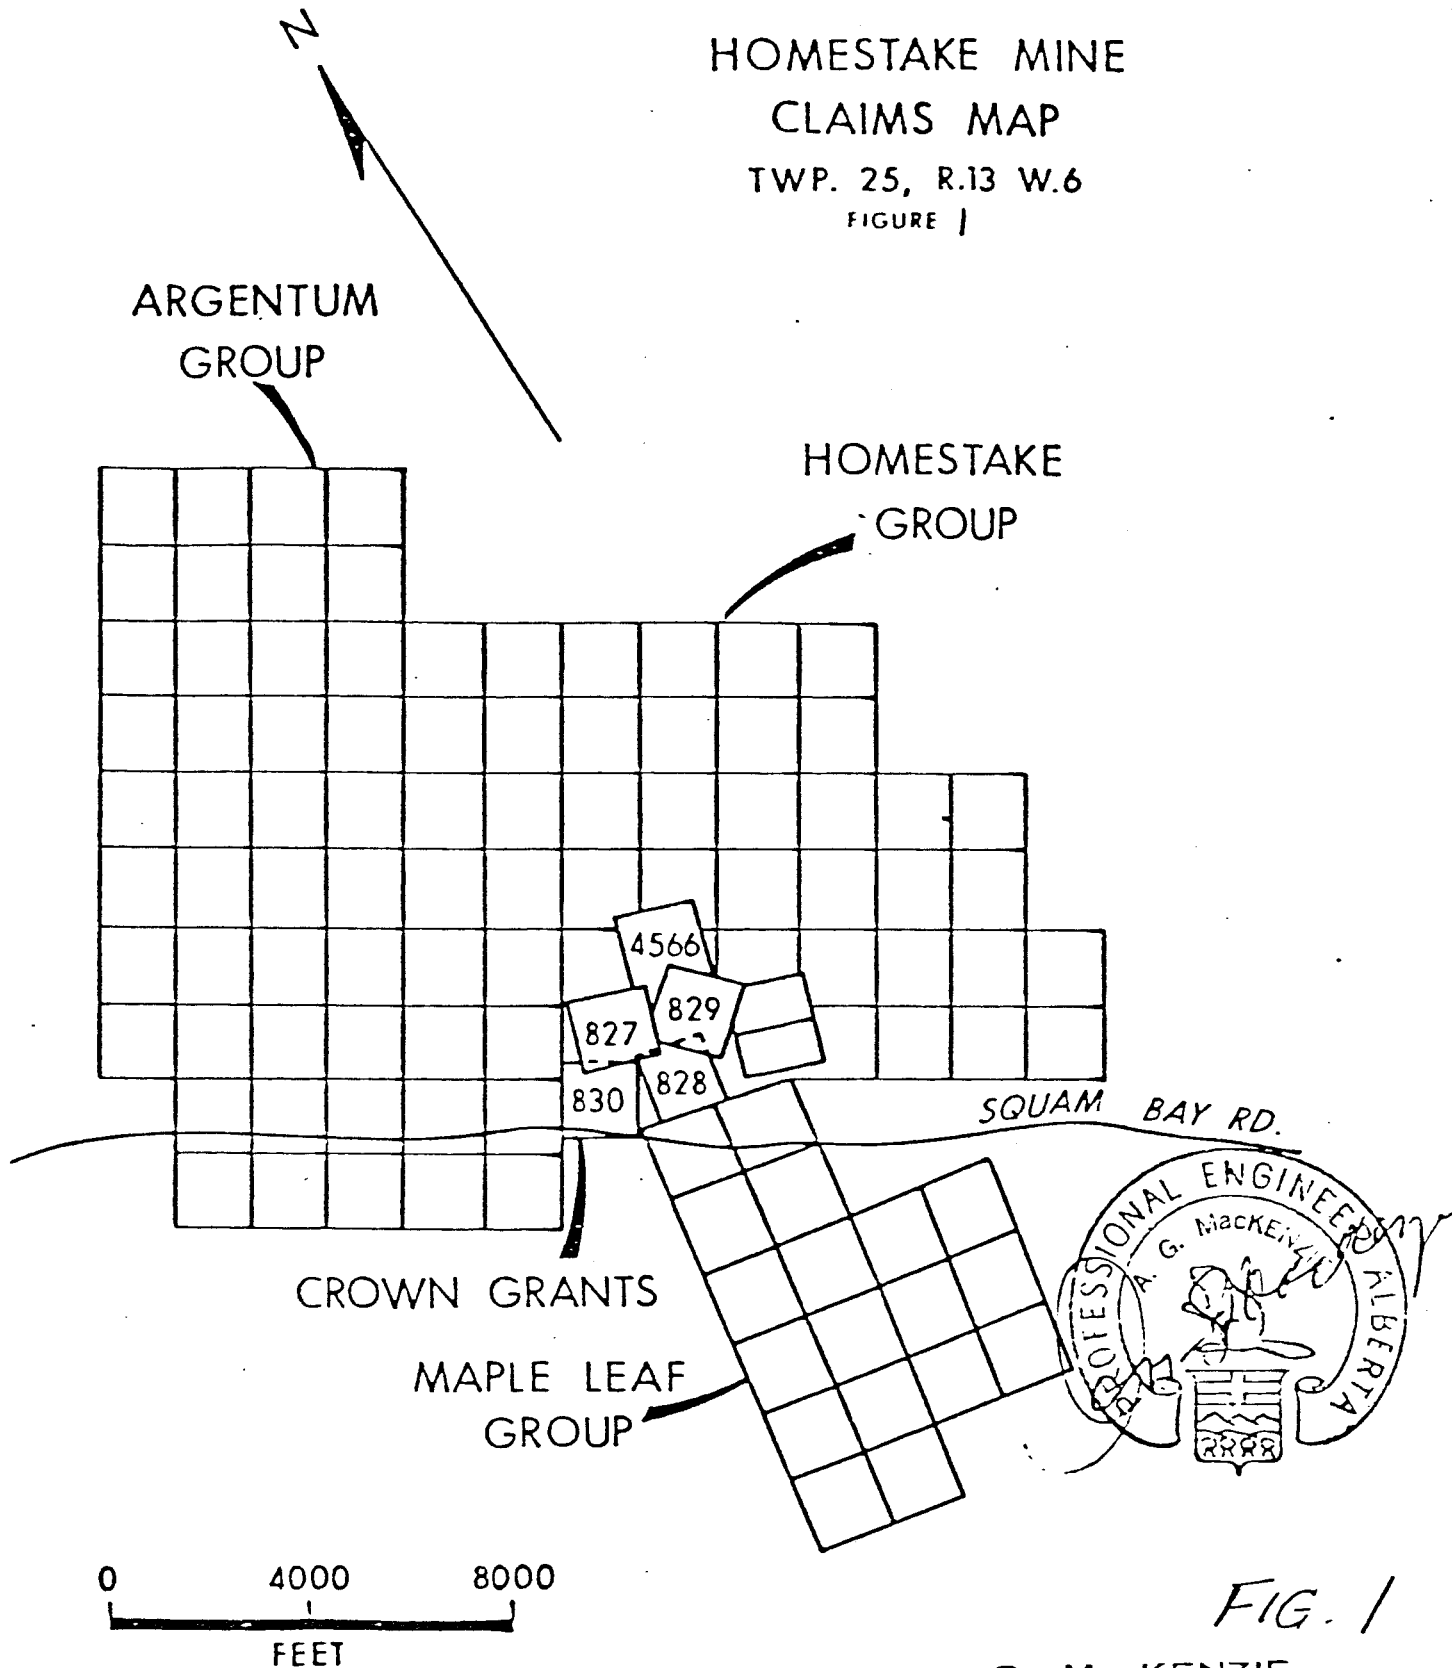 N
HOMESTAKE MINE
CLAIMS MAP
TWP. 25, R.13 W.6
FIGURE 1
ARGENTUM
GROUP
HOMESTAKE
GROUP
4566
829
827
828
830
SQUAM BAY RD.
PROFESSIONAL ENGINEER ALBERTA
A. G. MacKENZIE
CROWN GRANTS
MAPLE LEAF
GROUP
0 4000 8000
FEET
FIG. 1